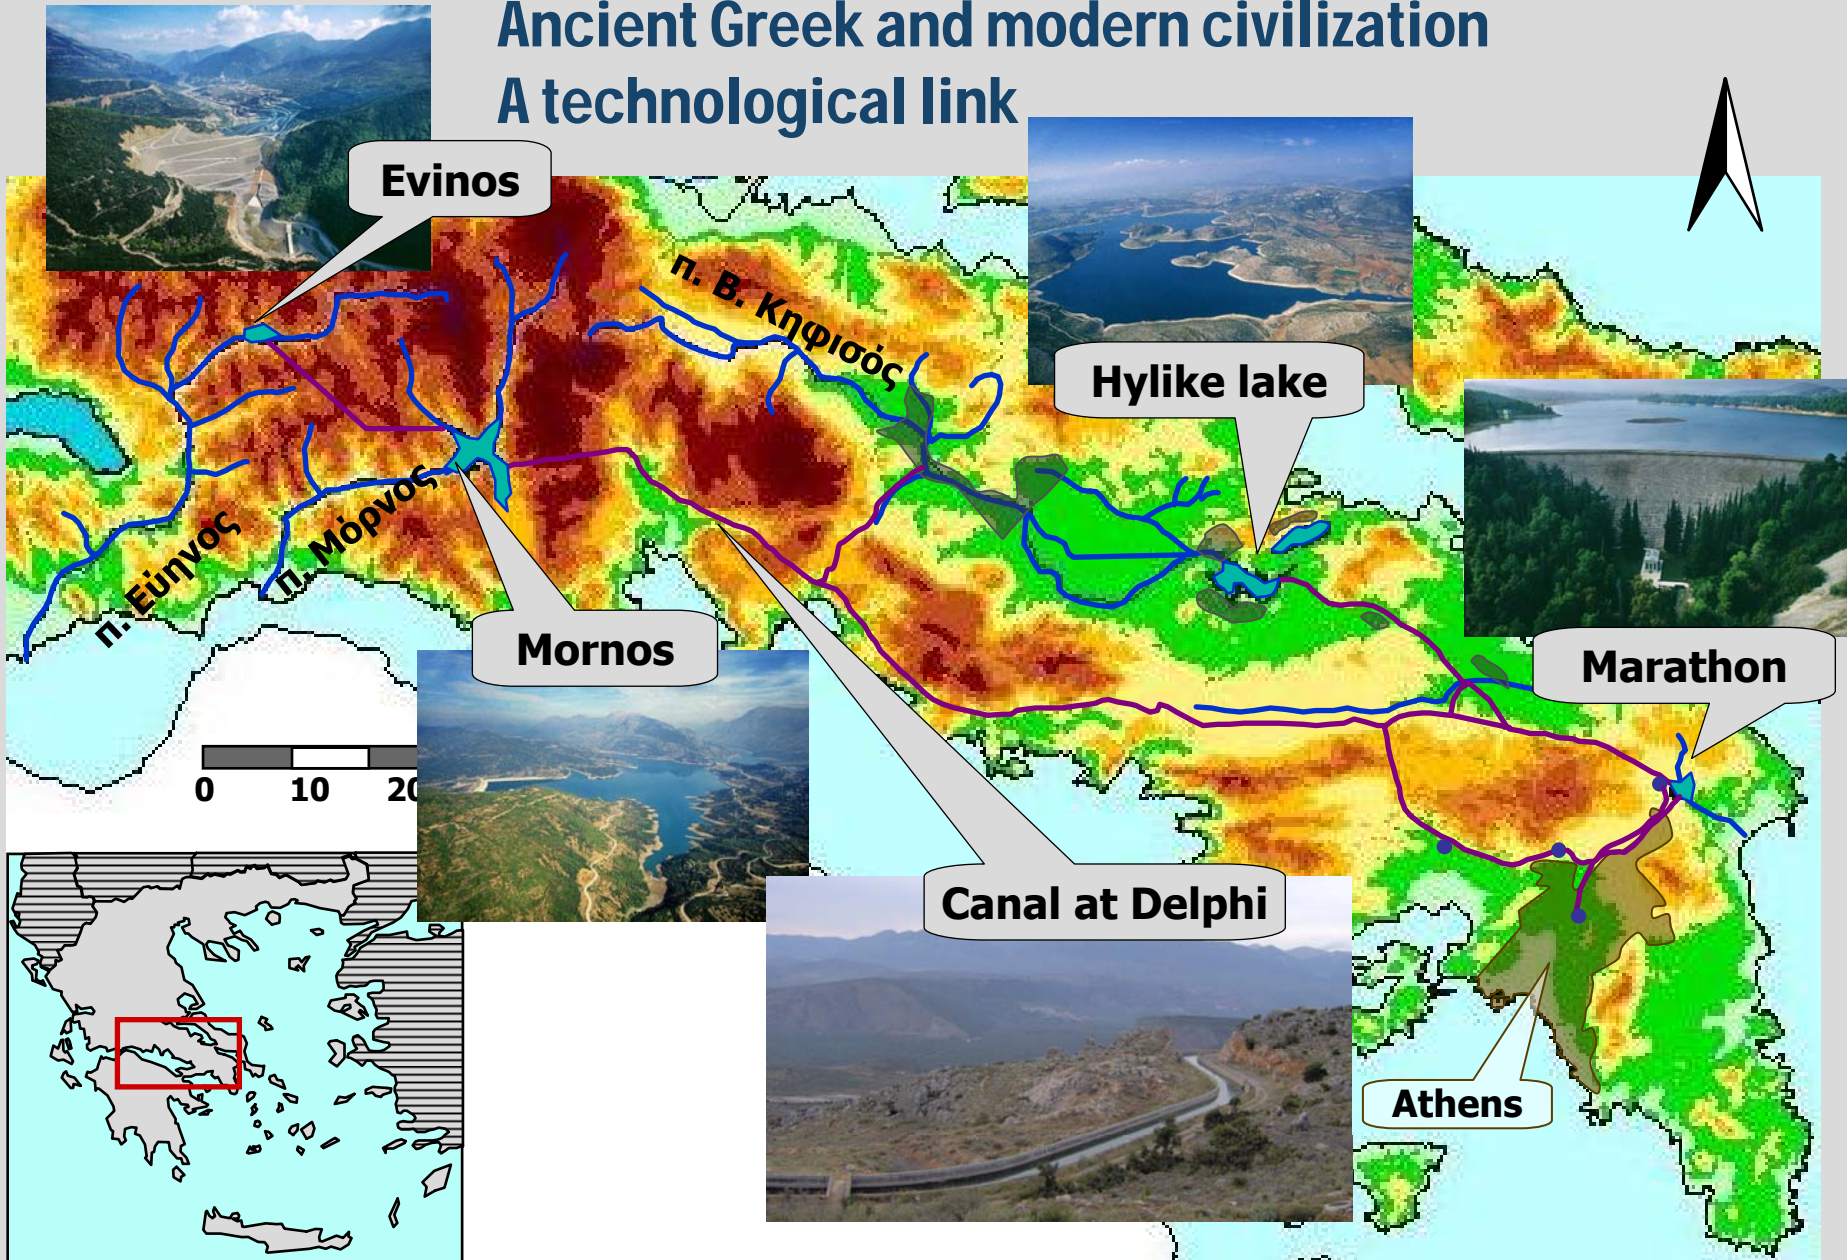 Ancient Greek and modern civilization
A technological link
Evinos
π. Β. Κηφισός
Hylike lake
π. Εύηνος
π. Μόρνος
Mornos
Marathon
0 10 20
Canal at Delphi
Athens